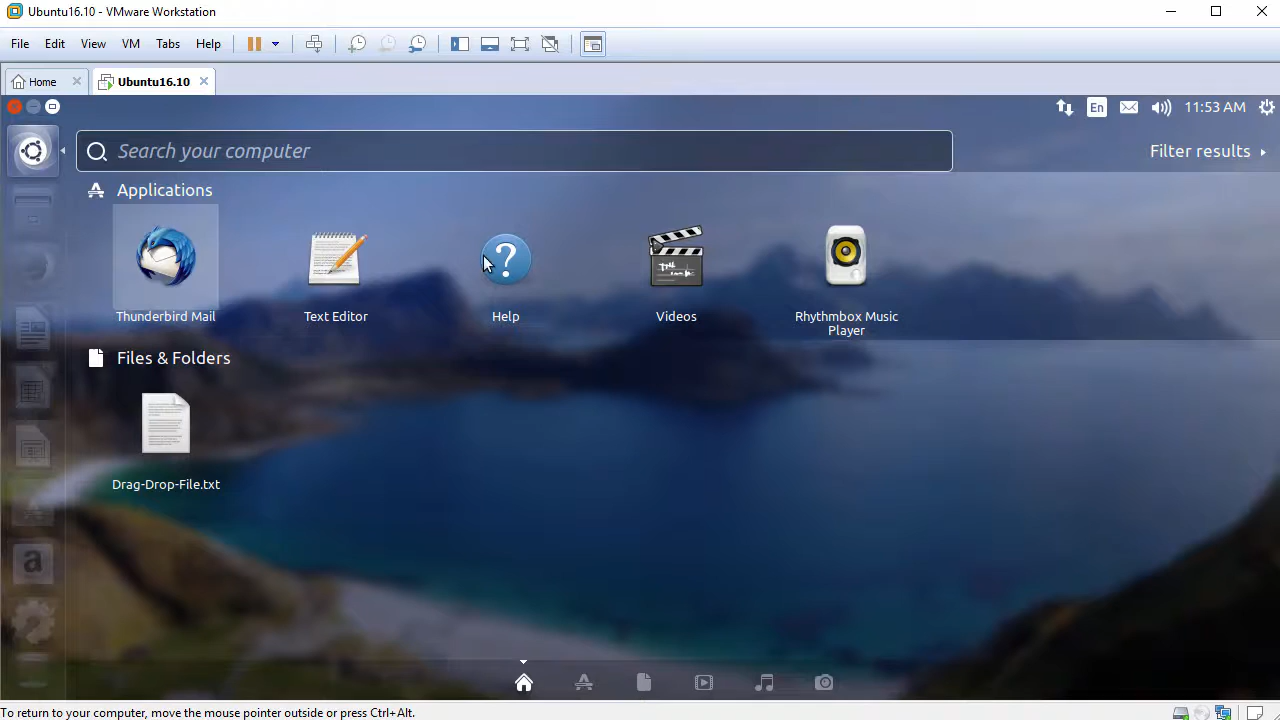 Ubuntu16.10 - VMware Workstation
File Edit View VM Tabs Help
Home Ubuntu16.10
En 11:53 AM
Search your computer
Filter results
Applications
Thunderbird Mail
Text Editor
Help
Videos
Rhythmbox Music
Player
Files & Folders
Drag-Drop-File.txt
a
To return to your computer, move the mouse pointer outside or press Ctrl+Alt.